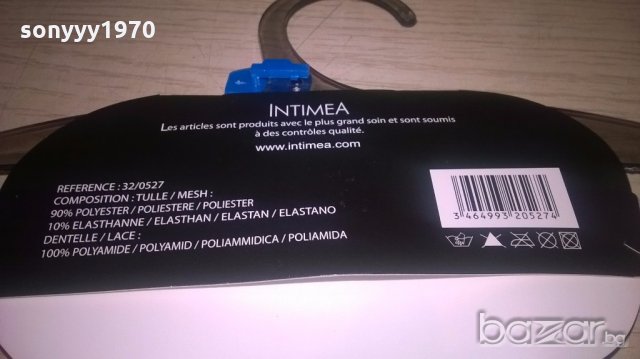 sonyyy1970
INTIMEA
Les articles sont produits avec le plus grand soin et sont soumis
à des contrôles qualité.
www.intimea.com
REFERENCE : 32/0527
COMPOSITION : TULLE / MESH :
90% POLYESTER / POLIESTERE / POLIESTER
10% ELASTHANNE / ELASTHAN / ELASTAN / ELASTANO
DENTELLE / LACE :
100% POLYAMIDE / POLYAMID / POLIAMMIDICA / POLIAMIDA
3 464993 205274
bazar.bg